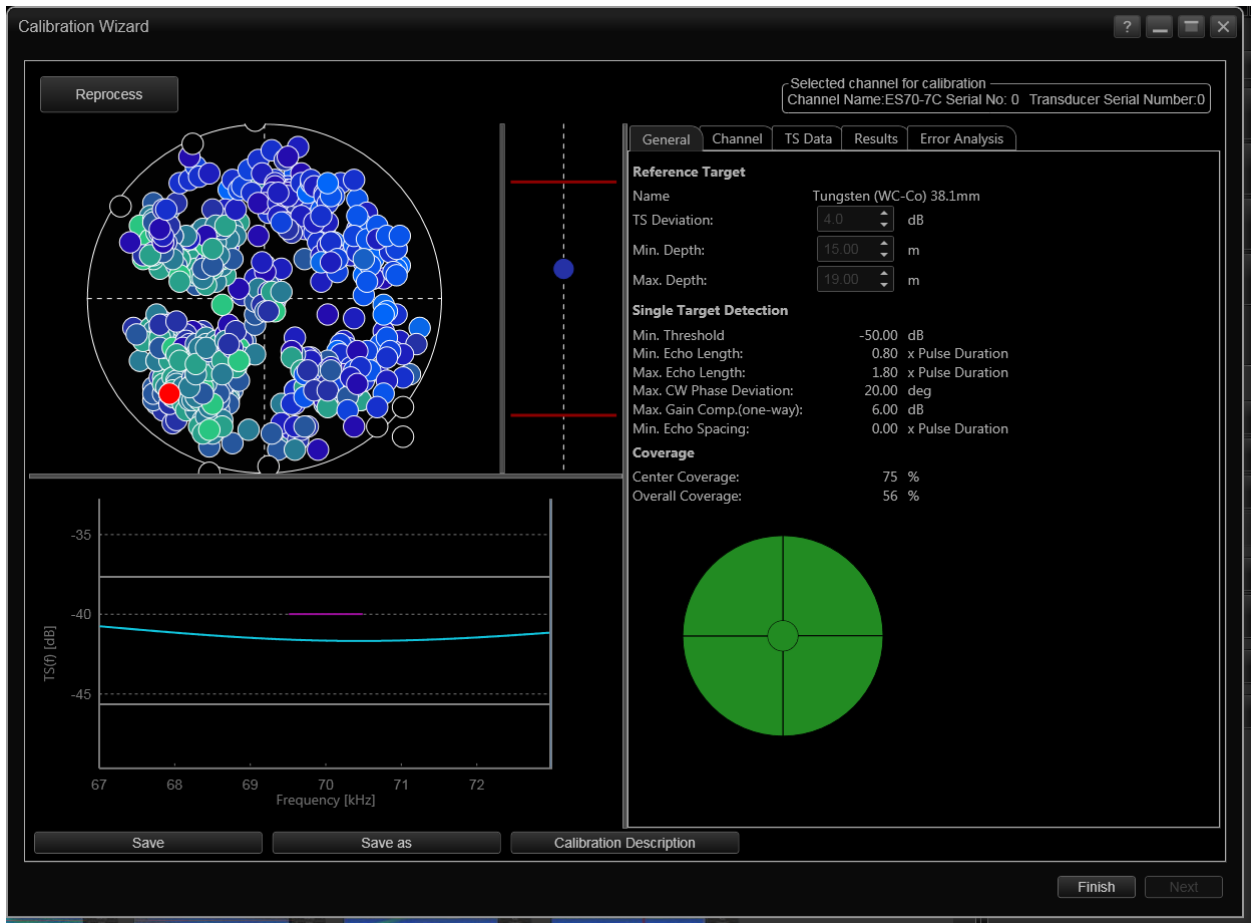 Calibration Wizard
?
Reprocess
Selected channel for calibration
Channel Name:ES70-7C Serial No: 0 Transducer Serial Number:0
General Channel TS Data Results Error Analysis
Reference Target
Name Tungsten (WC-Co) 38.1mm
TS Deviation: 4.0 dB
Min. Depth: 15.00 m
Max. Depth: 19.00 m
Single Target Detection
Min. Threshold -50.00 dB
Min. Echo Length: 0.80 x Pulse Duration
Max. Echo Length: 1.80 x Pulse Duration
Max. CW Phase Deviation: 20.00 deg
Max. Gain Comp.(one-way): 6.00 dB
Min. Echo Spacing: 0.00 x Pulse Duration
Coverage
Center Coverage: 75 %
Overall Coverage: 56 %
TS(f) [dB]
-35
-40
-45
67 68 69 70 71 72
Frequency [kHz]
Save Save as Calibration Description
Finish Next